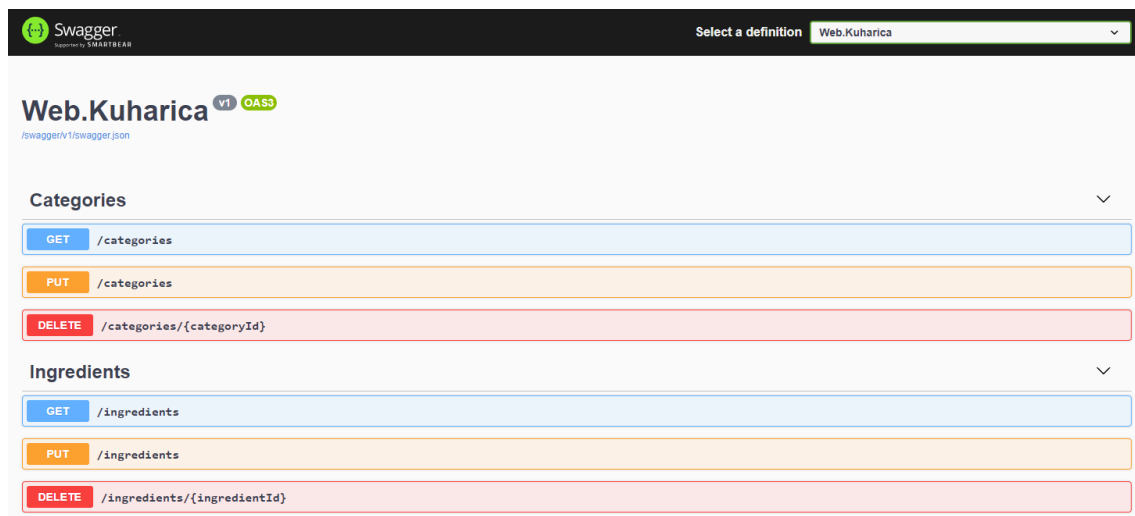 Swagger.
Supported by SMARTBEAR
Select a definition
Web.Kuharica
Web.Kuharica v1 OAS3
/swagger/v1/swagger.json
Categories
GET /categories
PUT /categories
DELETE /categories/{categoryId}
Ingredients
GET /ingredients
PUT /ingredients
DELETE /ingredients/{ingredientId}